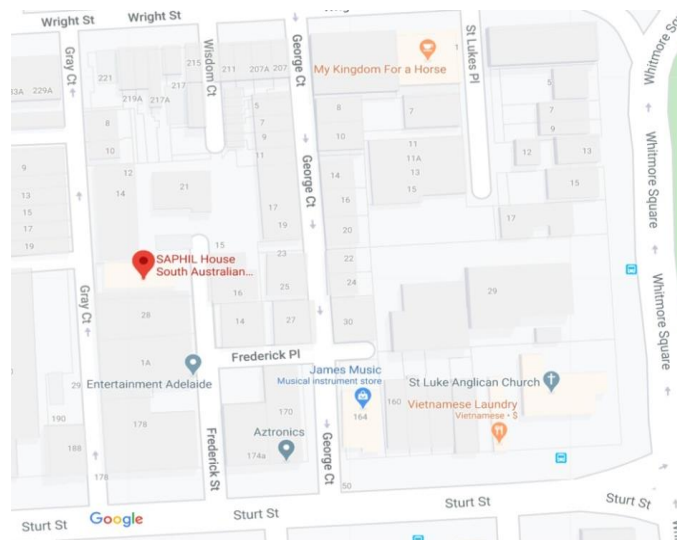 Wright St
Wright St
Gray Ct
Wisdom Ct
George Ct
St Lukes Pl
Whitmore Sq
My Kingdom For a Horse
1
215
211
207A
207
221
219A
217A
217
229A
5
7
9
11
8
10
7
5
7
9
8
10
12
14
21
11
11A
13
15
12
13
15
George Ct
Whitmore Square
9
13
15
17
19
17
19
14
16
20
17
15
SAPHIL House
South Australian...
23
25
22
24
29
16
14
27
30
Gray Ct
28
1A
Whitmore Square
Frederick Pl
Entertainment Adelaide
James Music
Musical instrument store
St Luke Anglican Church
Vietnamese Laundry
Vietnamese • $
29
190
188
178
178
170
164
160
Aztronics
174a
Frederick St
George Ct
50
Sturt St
Google
Sturt St
Sturt St
Sturt St